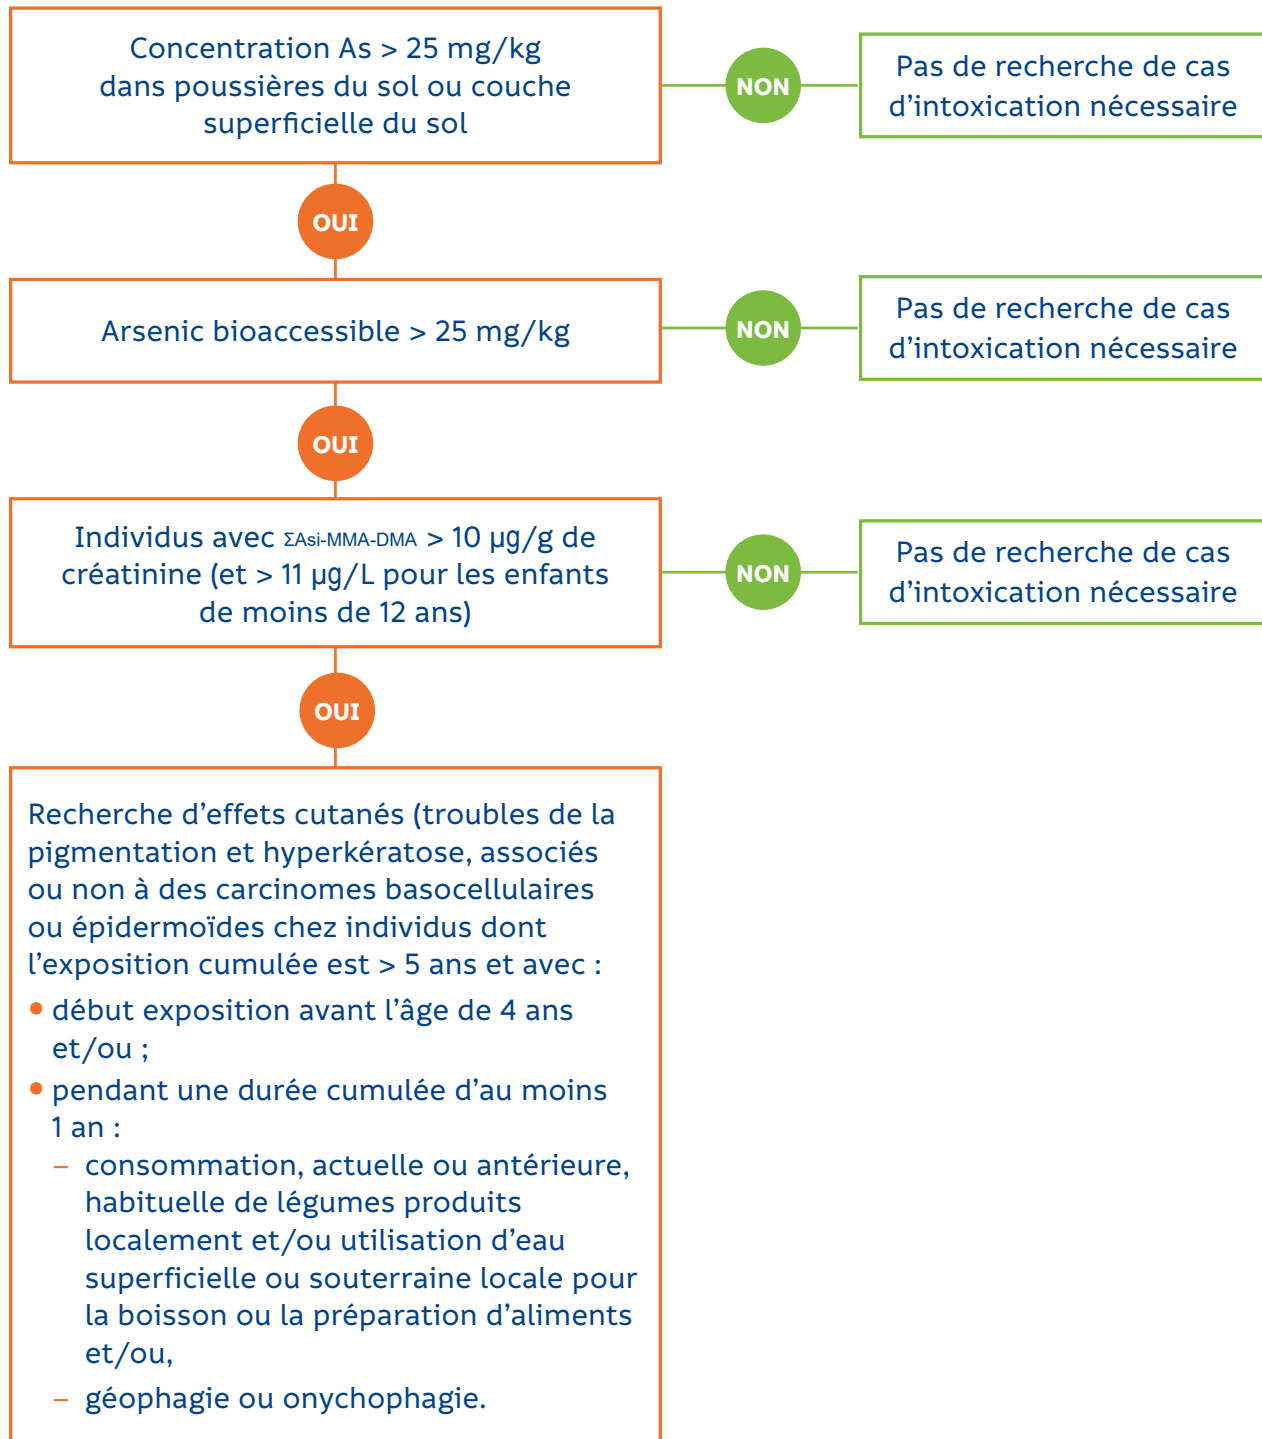 Concentration As > 25 mg/kg
dans poussières du sol ou couche
superficielle du sol
NON
Pas de recherche de cas
d’intoxication nécessaire
OUI
Arsenic bioaccessible > 25 mg/kg
NON
Pas de recherche de cas
d’intoxication nécessaire
OUI
Individus avec ΣAsi-MMA-DMA > 10 µg/g de
créatinine (et > 11 µg/L pour les enfants
de moins de 12 ans)
NON
Pas de recherche de cas
d’intoxication nécessaire
OUI
Recherche d’effets cutanés (troubles de la
pigmentation et hyperkératose, associés
ou non à des carcinomes basocellulaires
ou épidermoïdes chez individus dont
l’exposition cumulée est > 5 ans et avec :
• début exposition avant l’âge de 4 ans
et/ou ;
• pendant une durée cumulée d’au moins
1 an :
– consommation, actuelle ou antérieure,
habituelle de légumes produits
localement et/ou utilisation d’eau
superficielle ou souterraine locale pour
la boisson ou la préparation d’aliments
et/ou,
– géophagie ou onychophagie.